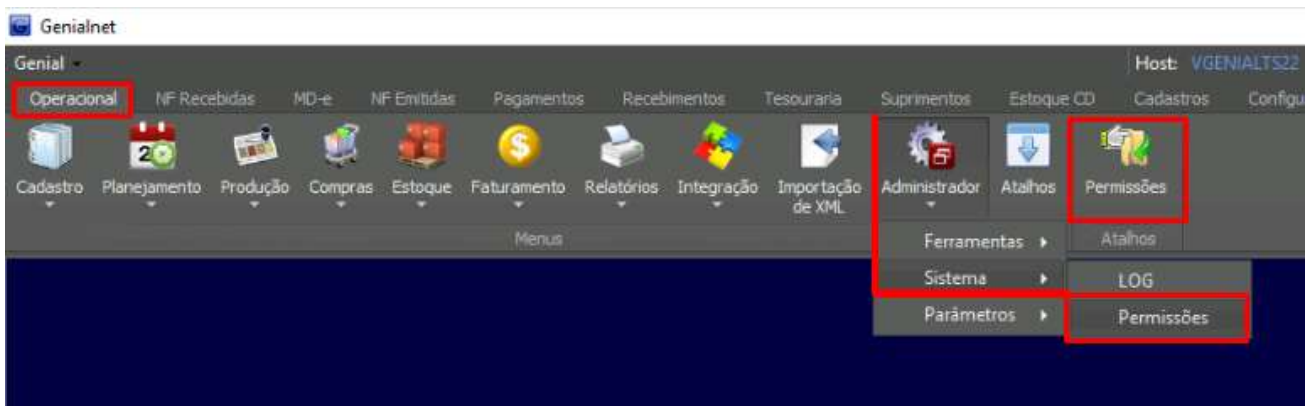 Genialnet
Genial
Host: VGENIALTS22
Operacional NF Recebidas MD-e NF Emitidas Pagamentos Recebimentos Tesouraria Suprimentos Estoque CD Cadastros Configu
Cadastro Planejamento Produção Compras Estoque Faturamento Relatórios Integração Importação de XML Administrador Atalhos Permissões
Menus
Atalhos
Ferramentas
Sistema
LOG
Parâmetros
Permissões